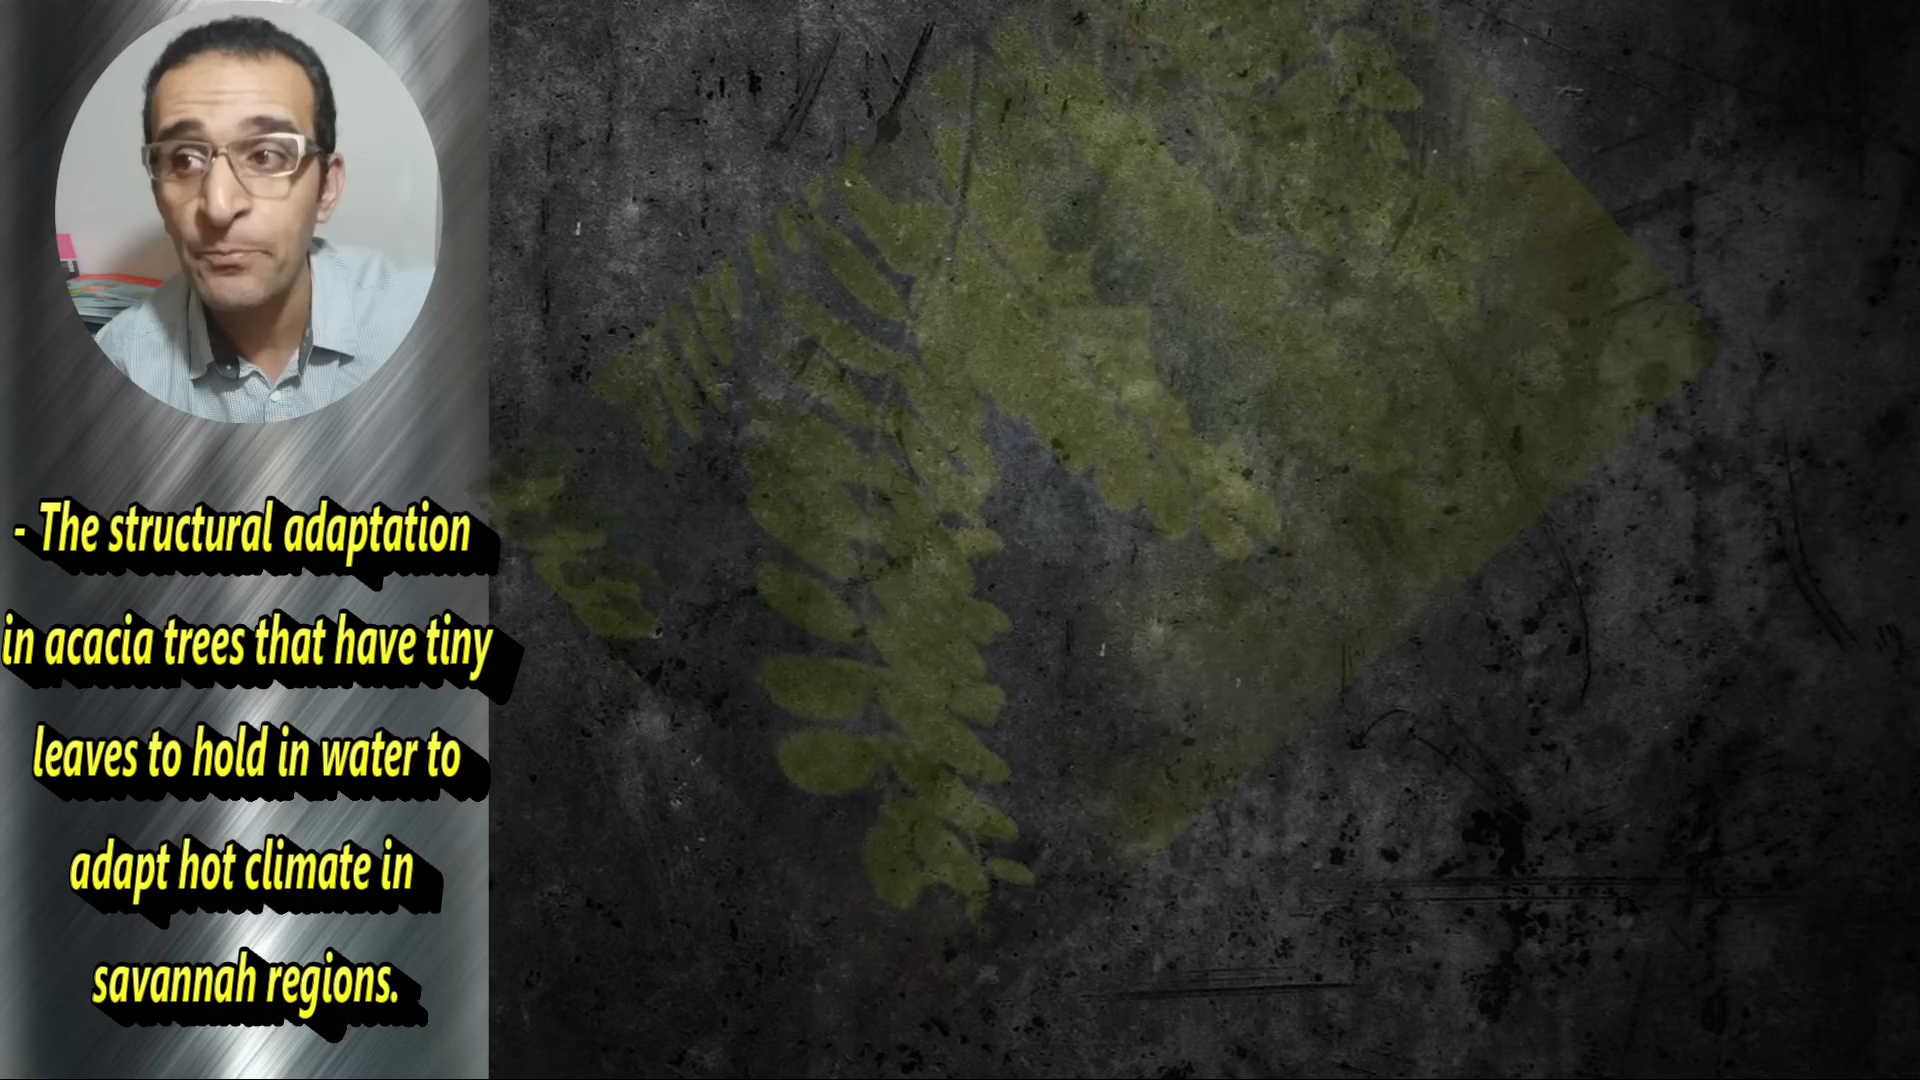 - The structural adaptation
in acacia trees that have tiny
leaves to hold in water to
adapt hot climate in
savannah regions.